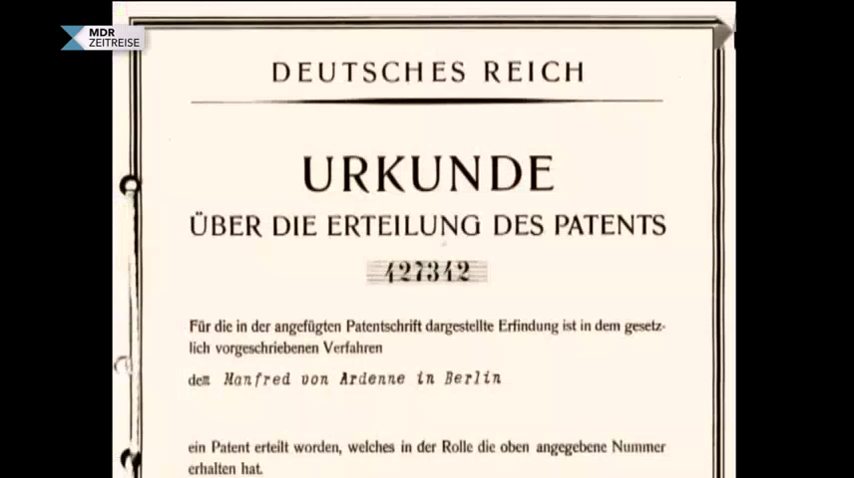 MDR
ZEITREISE
DEUTSCHES REICH
URKUNDE
ÜBER DIE ERTEILUNG DES PATENTS
427342
Für die in der angefügten Patentschrift dargestellte Erfindung ist in dem gesetz-
lich vorgeschriebenen Verfahren
dem Manfred von Ardenne in Berlin
ein Patent erteilt worden, welches in der Rolle die oben angegebene Nummer
erhalten hat.